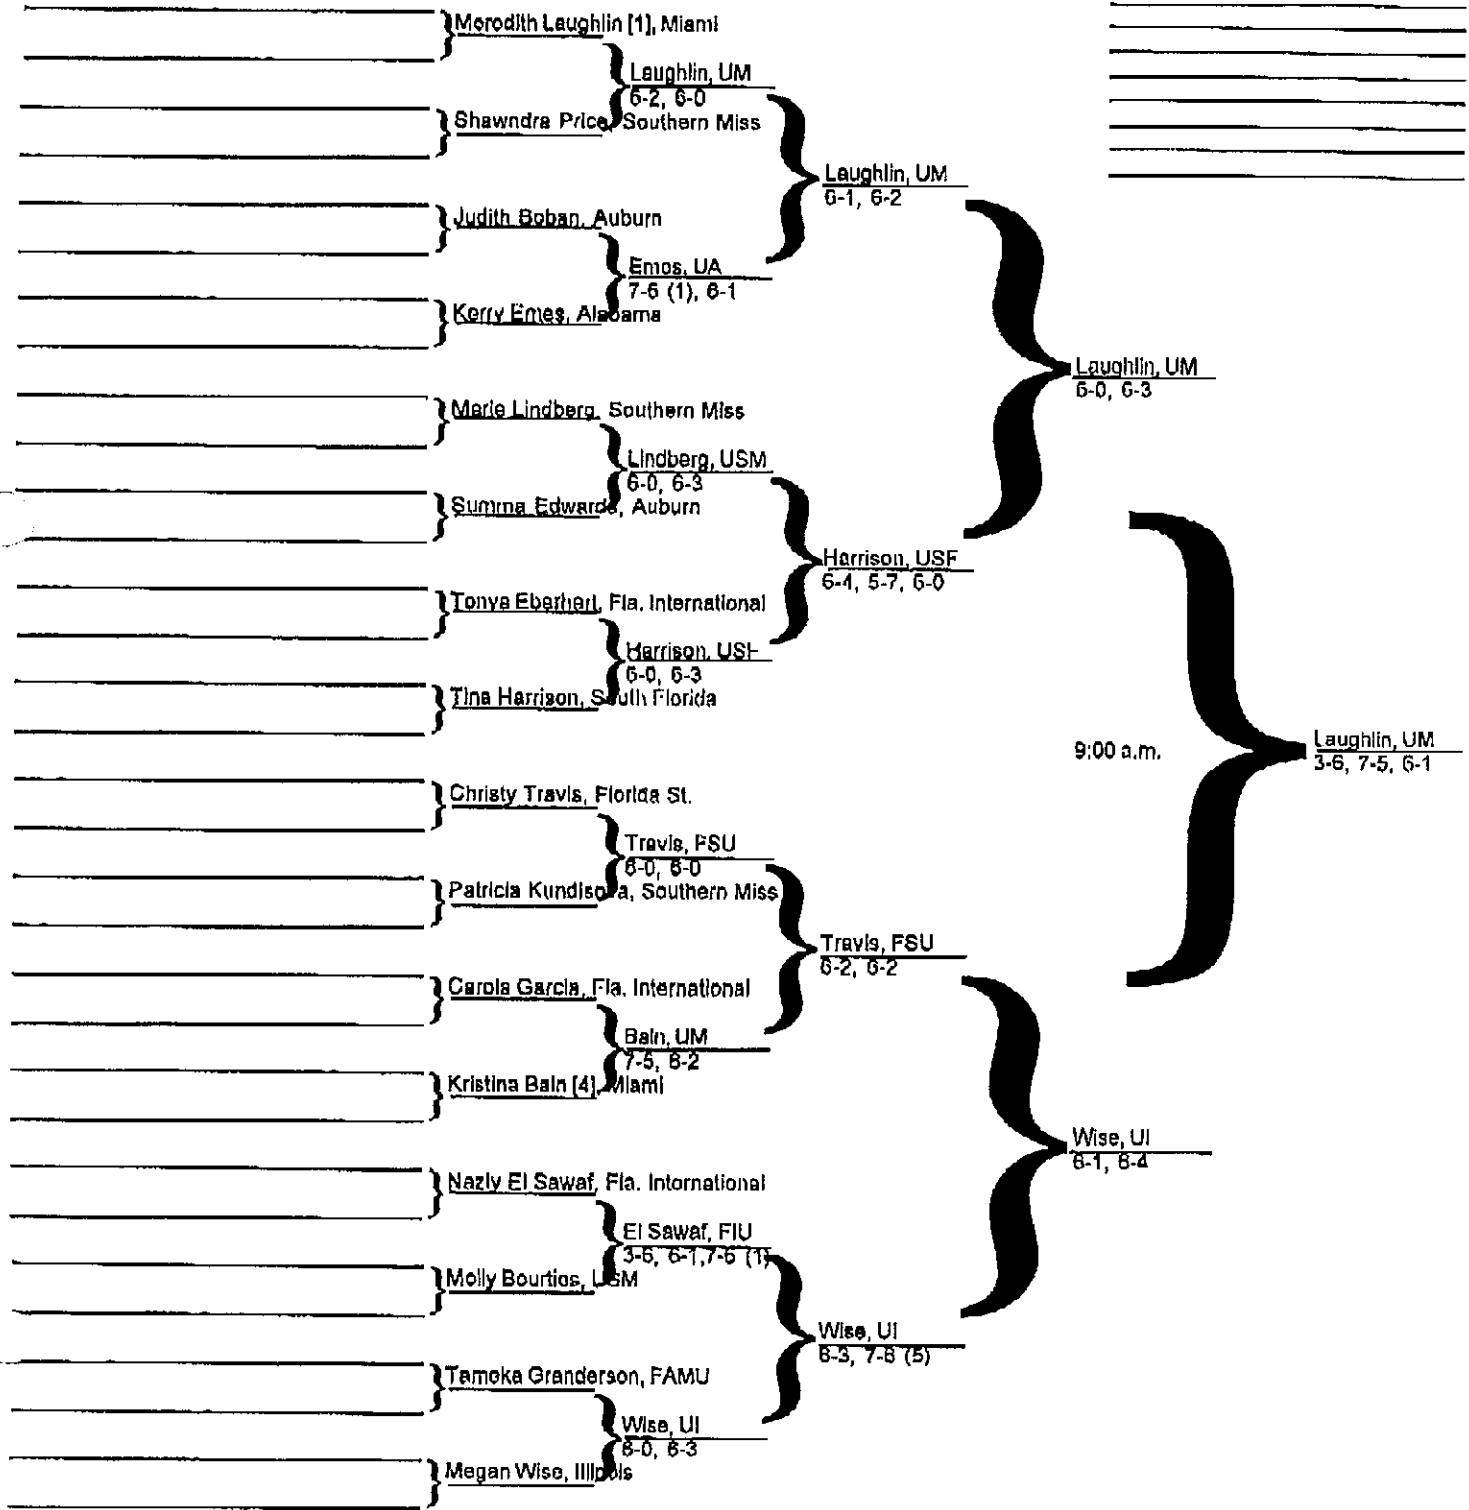 Morodith Laughlin [1], Miami
Laughlin, UM
6-2, 6-0
Shawndra Price, Southern Miss
Laughlin, UM
6-1, 6-2
Judith Boban, Auburn
Emos, UA
7-6 (1), 6-1
Kerry Emes, Alabama
Laughlin, UM
6-0, 6-3
Marie Lindberg, Southern Miss
Lindberg, USM
6-0, 6-3
Summa Edwards, Auburn
Harrison, USF
6-4, 5-7, 6-0
Tonya Eberhart, Fla. International
Harrison, USF
6-0, 6-3
Tina Harrison, South Florida
9:00 a.m.
Laughlin, UM
3-6, 7-5, 6-1
Christy Travis, Florida St.
Travis, FSU
6-0, 6-0
Patricia Kundisova, Southern Miss
Travis, FSU
6-2, 6-2
Carola Garcia, Fla. International
Bain, UM
7-5, 6-2
Kristina Bain [4], Miami
Wise, UI
6-1, 6-4
Nazly El Sawaf, Fla. International
El Sawaf, FIU
3-6, 6-1,7-6 (1)
Molly Bourtios, USM
Wise, UI
6-3, 7-6 (5)
Tamoka Granderson, FAMU
Wise, UI
6-0, 6-3
Megan Wise, Illinois